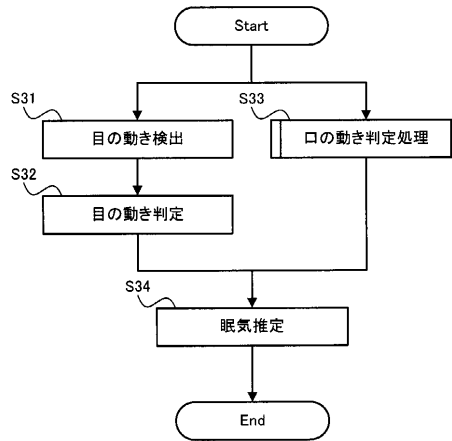 Start
S31
目の動き検出
S33
口の動き判定処理
S32
目の動き判定
S34
眠気推定
End